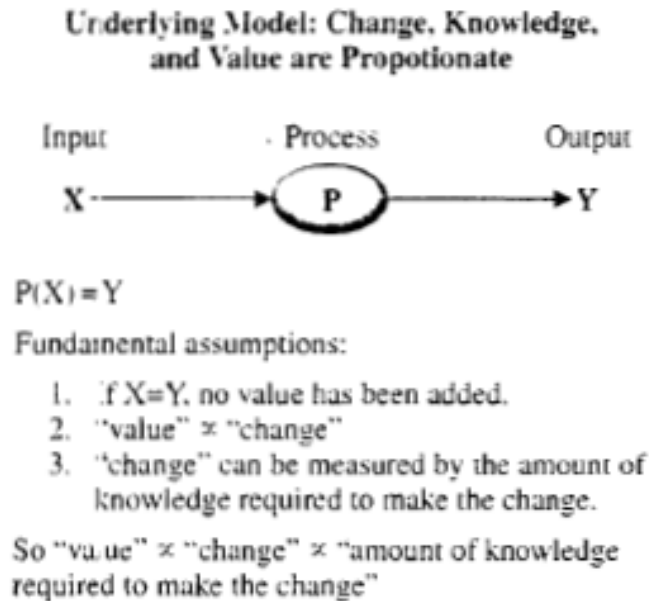 Underlying Model: Change, Knowledge,
and Value are Propotionate
Input Process Output
X P Y
P(X)=Y
Fundamental assumptions:
1. If X=Y, no value has been added.
2. "value" ∝ "change"
3. "change" can be measured by the amount of
knowledge required to make the change.
So "value" ∝ "change" ∝ "amount of knowledge
required to make the change"